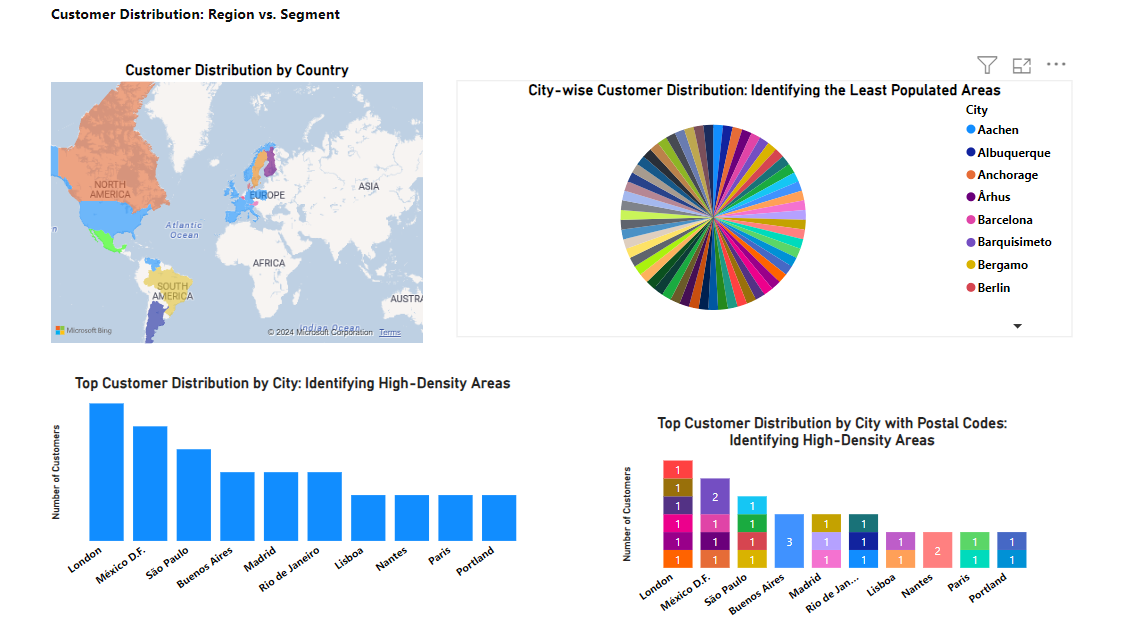 Customer Distribution: Region vs. Segment
Customer Distribution by Country
NORTH
AMERICA
EUROPE
ASIA
Atlantic
Ocean
AFRICA
SOUTH
AMERICA
AUSTRA
Indian Ocean
Microsoft Bing
© 2024 Microsoft Corporation Terms
City-wise Customer Distribution: Identifying the Least Populated Areas
City
Aachen
Albuquerque
Anchorage
Århus
Barcelona
Barquisimeto
Bergamo
Berlin
Top Customer Distribution by City: Identifying High-Density Areas
Number of Customers
London
México D.F.
São Paulo
Buenos Aires
Madrid
Rio de Janeiro
Lisboa
Nantes
Paris
Portland
Top Customer Distribution by City with Postal Codes:
Identifying High-Density Areas
Number of Customers
1
1
1
1
1
1
2
1
1
1
1
1
1
1
3
1
1
1
1
1
1
1
1
2
1
1
1
1
London
México D.F.
São Paulo
Buenos Aires
Madrid
Rio de Jan...
Lisboa
Nantes
Paris
Portland